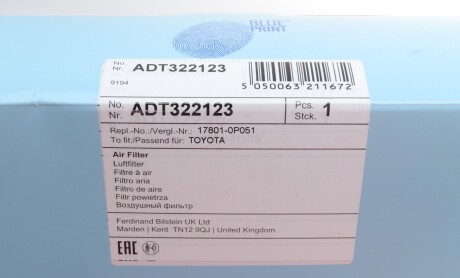 BLUE
PRINT
No.
Nr. ADT322123
9194
5 050063 211672
No.
Nr. ADT322123
Pcs.
Stck. 1
Repl.-No./Vergl.-Nr.: 17801-0P051
To fit:/Passend für: TOYOTA
Air Filter
Luftfilter
Filtre à air
Filtro aria
Filtro de aire
Filtr powietrza
Воздушный фильтр
Ferdinand Bilstein UK Ltd
Marden | Kent TN12 9QJ | United Kingdom
EAC